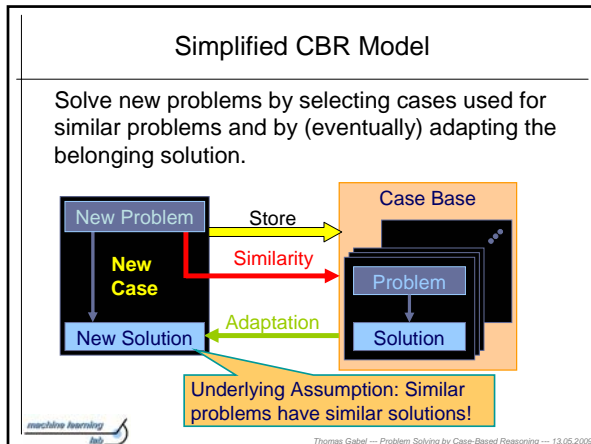 Simplified CBR Model
Solve new problems by selecting cases used for
similar problems and by (eventually) adapting the
belonging solution.
Case Base
New Problem
Store
New
Case
Similarity
Problem
Adaptation
New Solution
Solution
Underlying Assumption: Similar
problems have similar solutions!
machine learning
lab
Thomas Gabel — Problem Solving by Case-Based Reasoning — 13.05.2009